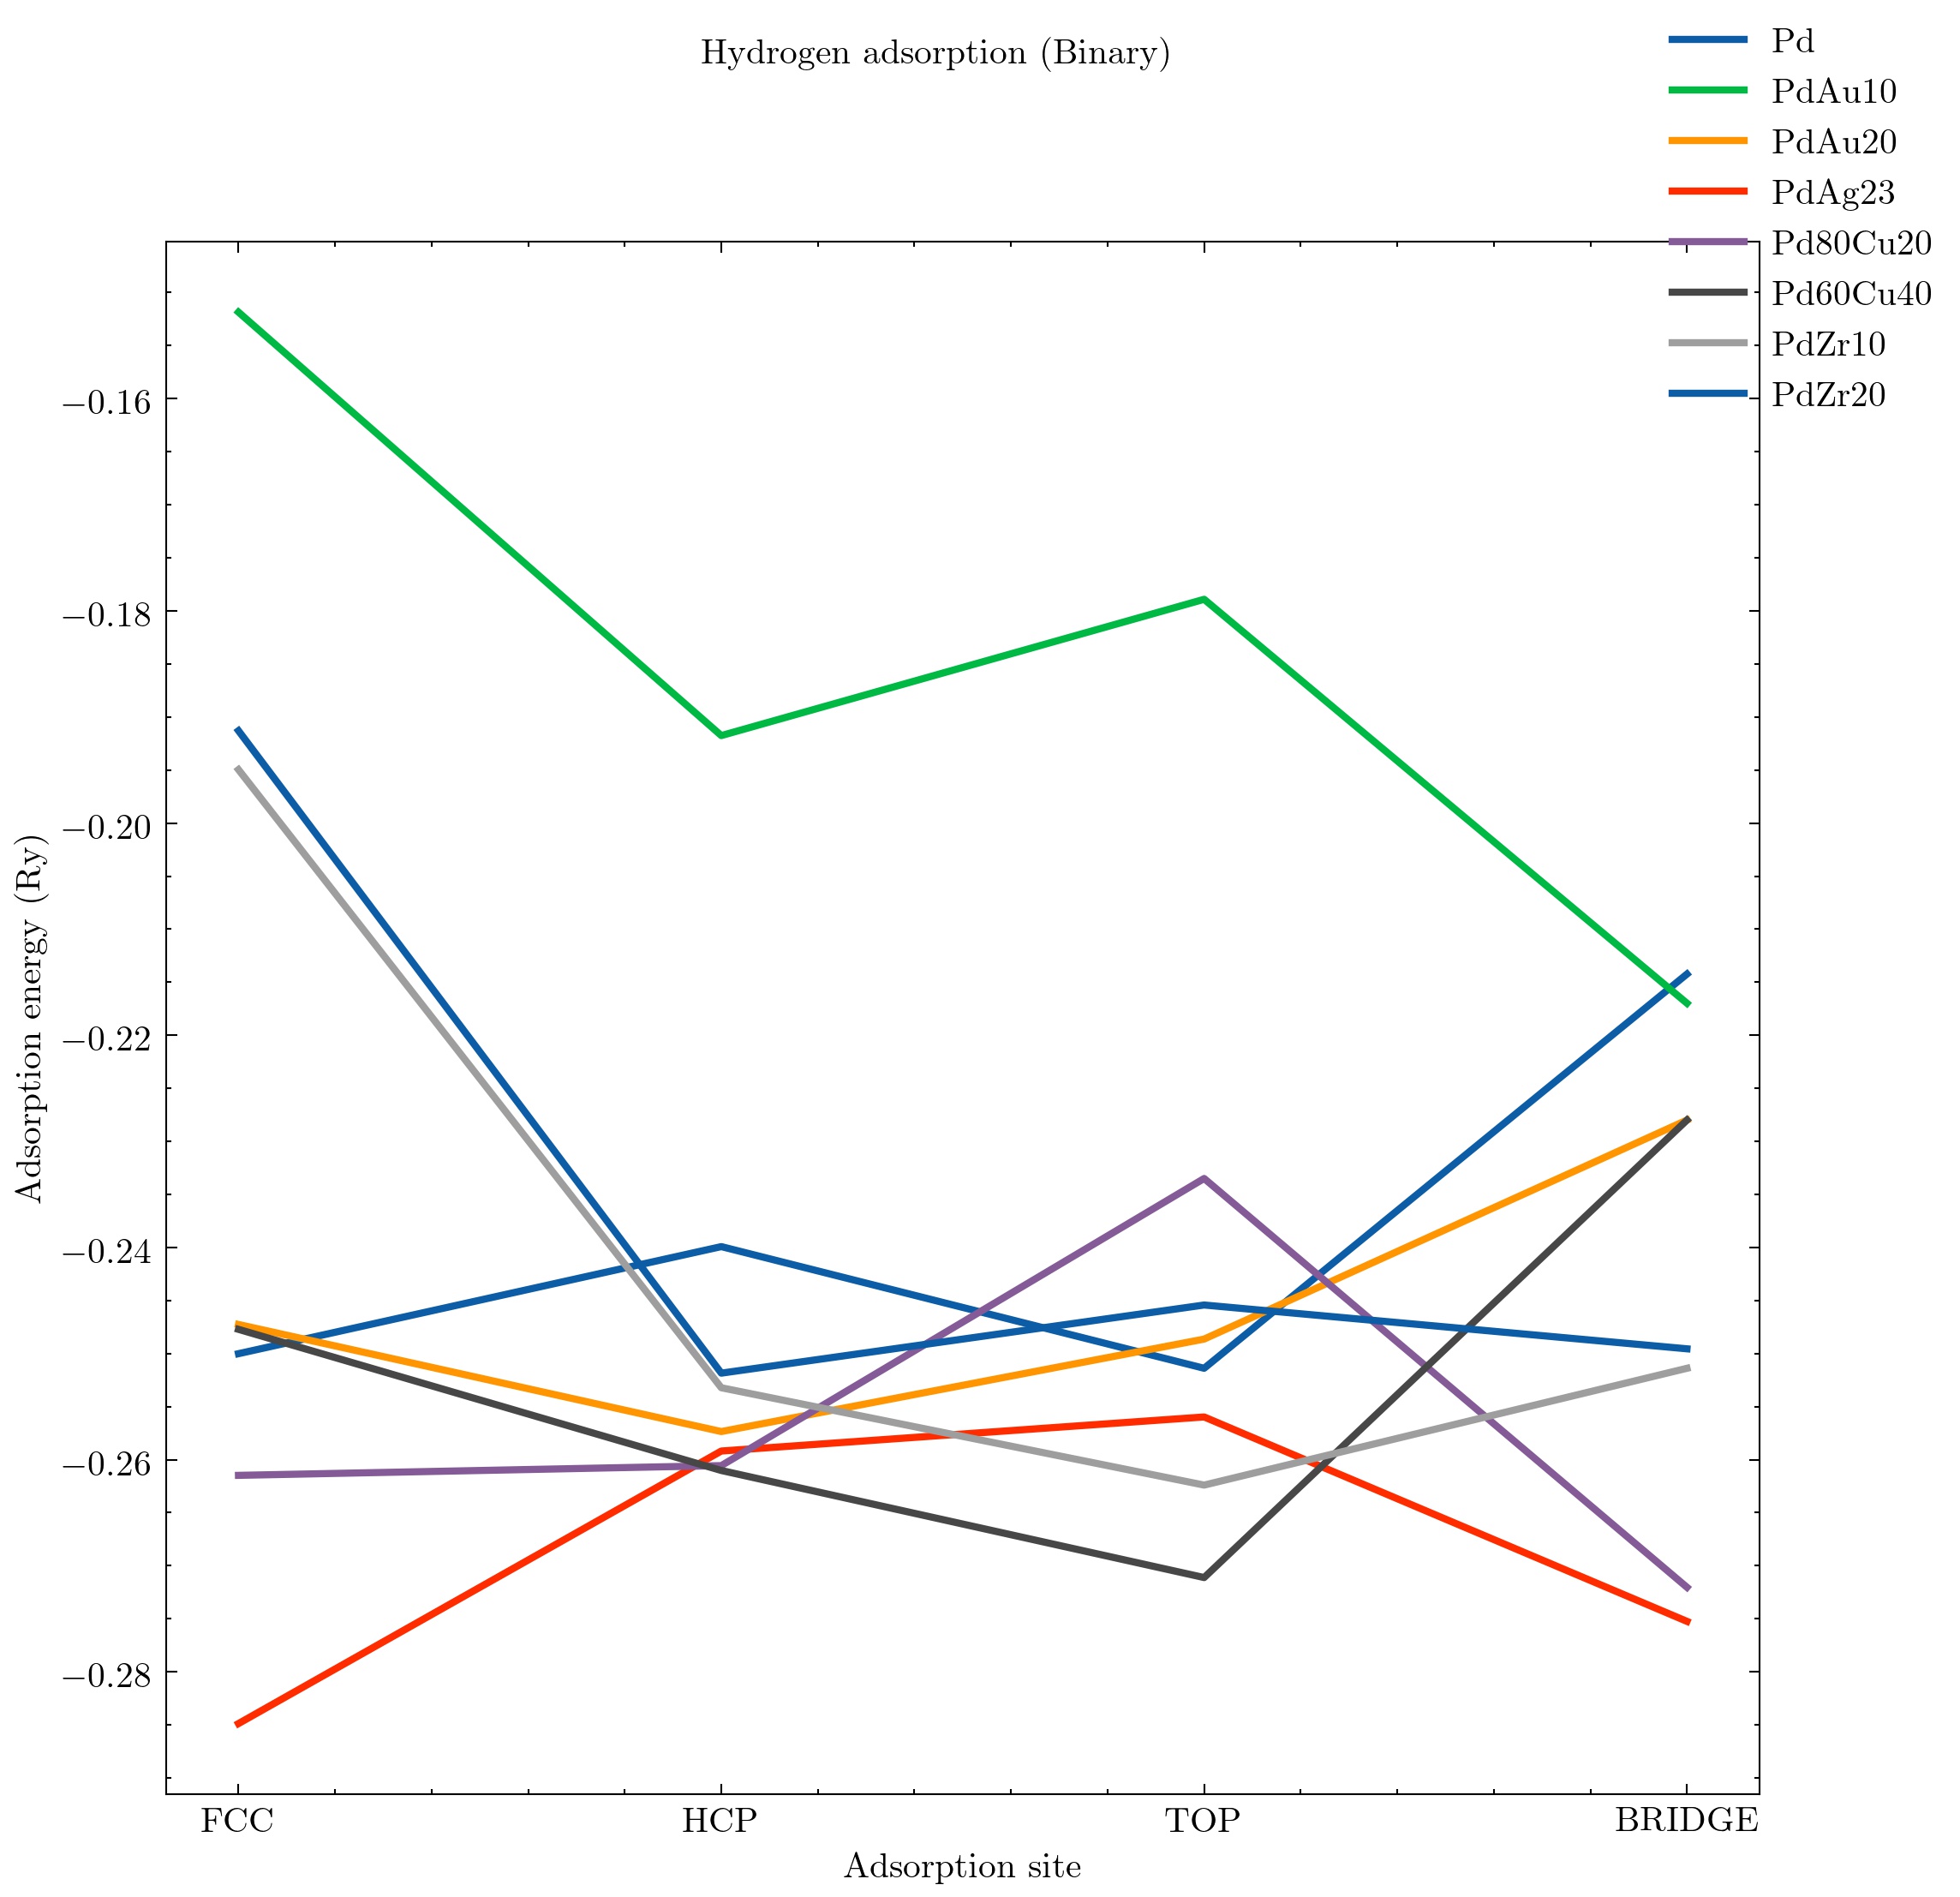 Hydrogen adsorption (Binary)
Pd
PdAu10
PdAu20
PdAg23
Pd80Cu20
Pd60Cu40
PdZr10
PdZr20
−0.16
−0.18
−0.20
−0.22
−0.24
−0.26
−0.28
Adsorption energy (Ry)
FCC
HCP
TOP
BRIDGE
Adsorption site